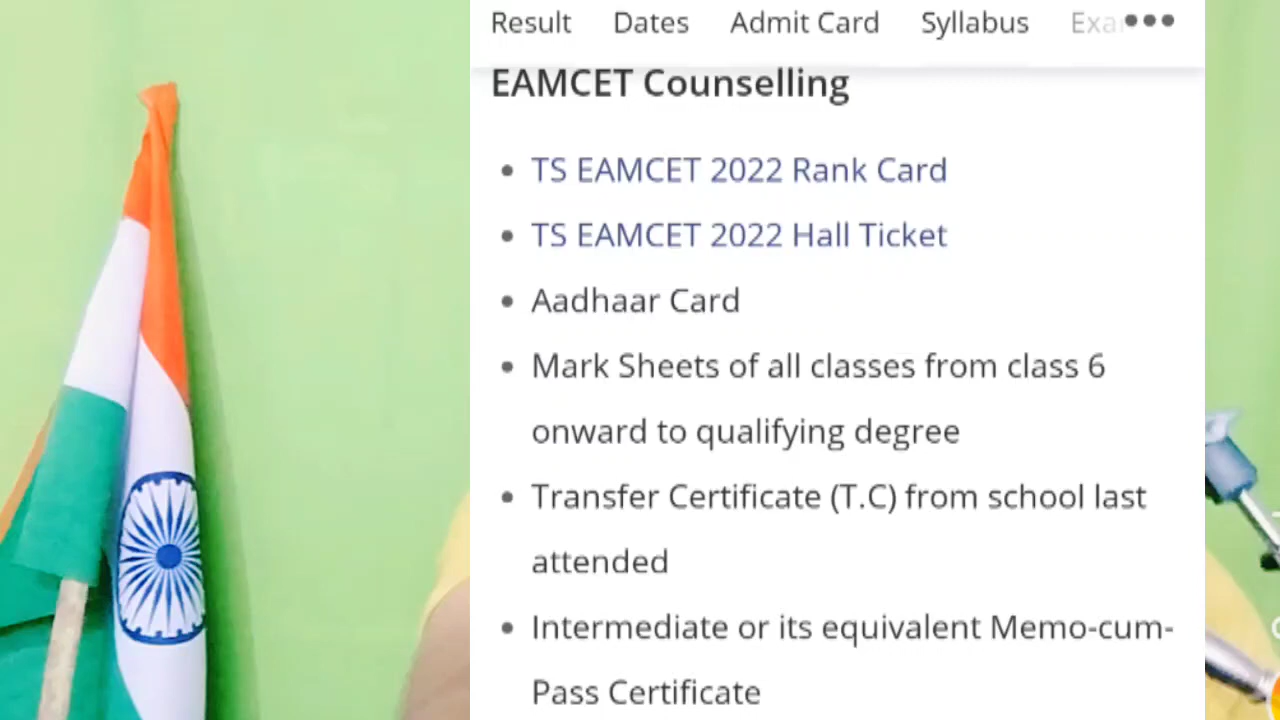 Result Dates Admit Card Syllabus Exa
EAMCET Counselling
TS EAMCET 2022 Rank Card
TS EAMCET 2022 Hall Ticket
Aadhaar Card
Mark Sheets of all classes from class 6
onward to qualifying degree
Transfer Certificate (T.C) from school last
attended
Intermediate or its equivalent Memo-cum-
Pass Certificate